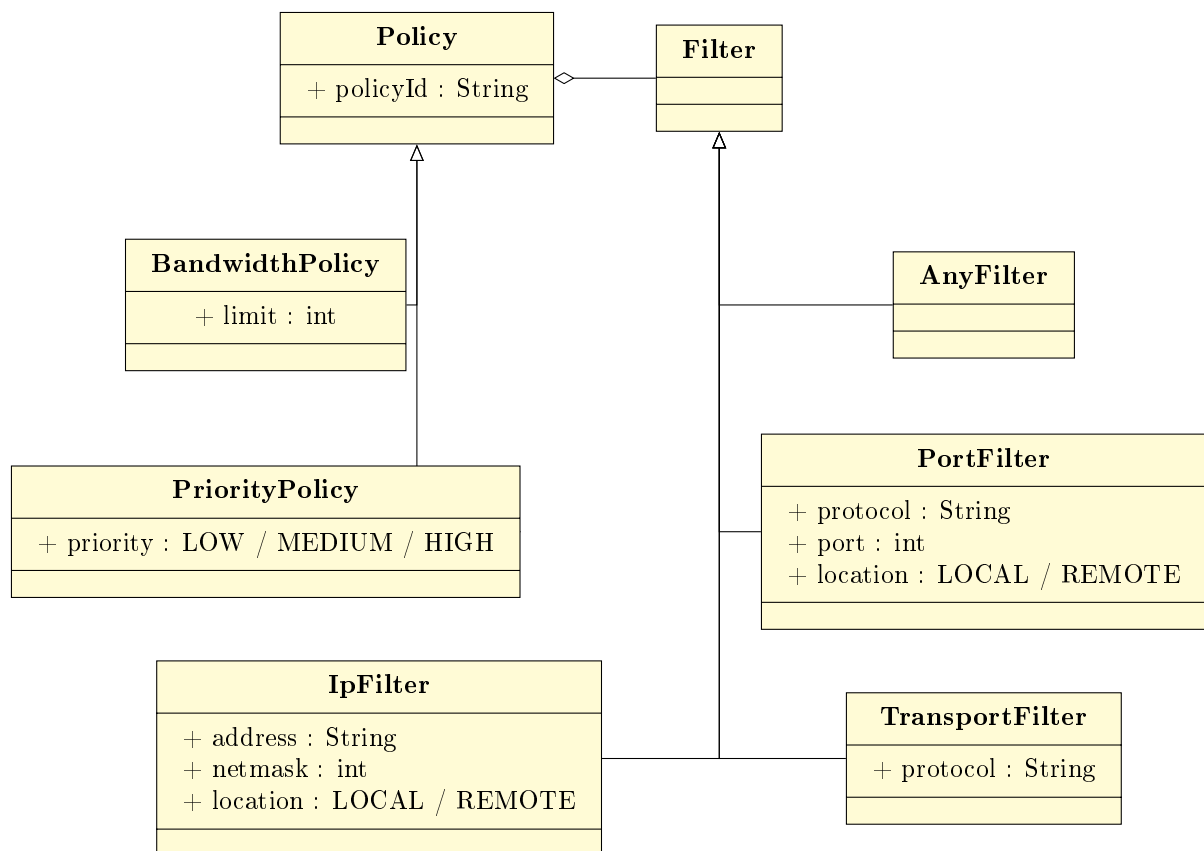 Policy
+ policyId : String
Filter
BandwidthPolicy
+ limit : int
AnyFilter
PriorityPolicy
+ priority : LOW / MEDIUM / HIGH
PortFilter
+ protocol : String
+ port : int
+ location : LOCAL / REMOTE
IpFilter
+ address : String
+ netmask : int
+ location : LOCAL / REMOTE
TransportFilter
+ protocol : String